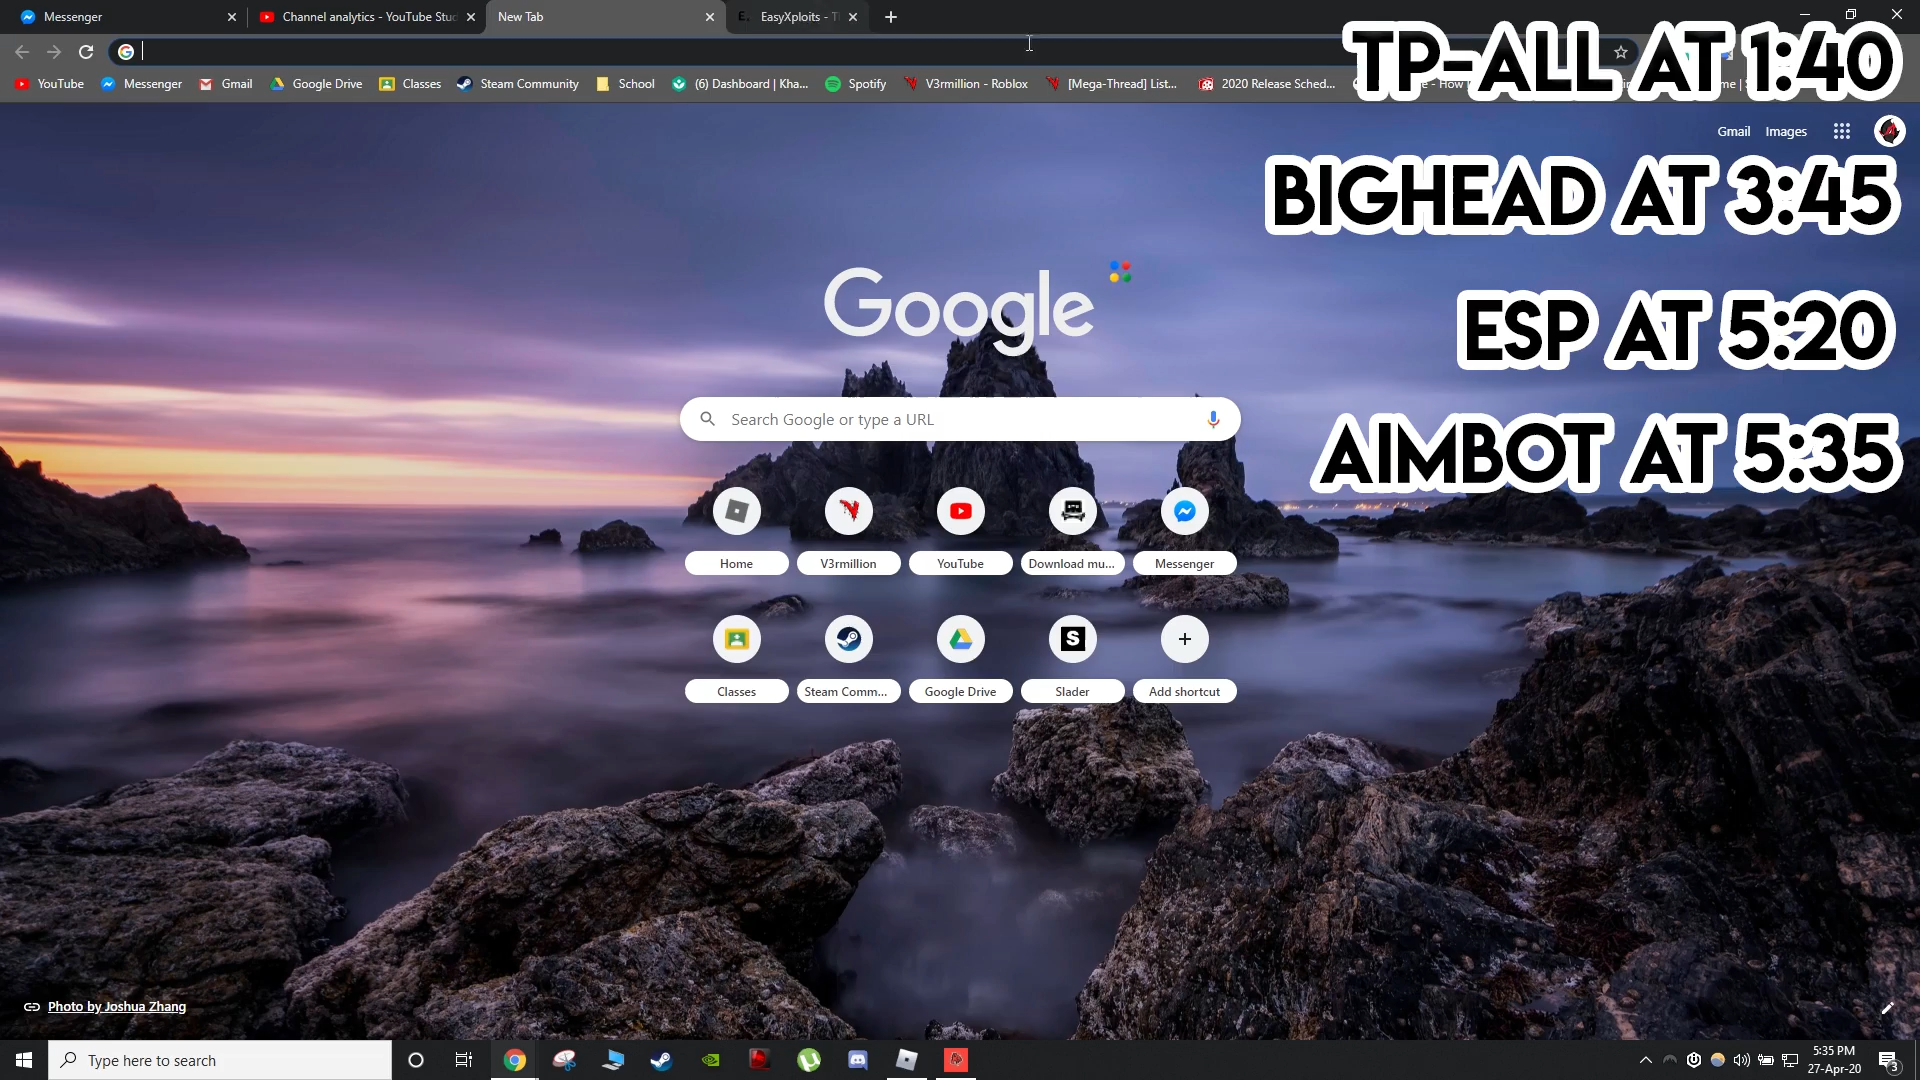 Messenger
Channel analytics - YouTube Stud
New Tab
EasyXploits - T
YouTube
Messenger
Gmail
Google Drive
Classes
Steam Community
School
(6) Dashboard | Kha...
Spotify
V3rmillion - Roblox
[Mega-Thread] List...
2020 Release Sched...
TP-ALL AT 1:40
Gmail
Images
BIGHEAD AT 3:45
Google
ESP AT 5:20
Search Google or type a URL
AIMBOT AT 5:35
Home
V3rmillion
YouTube
Download mu...
Messenger
Classes
Steam Comm...
Google Drive
Slader
Add shortcut
Photo by Joshua Zhang
Type here to search
5:35 PM
27-Apr-20
3